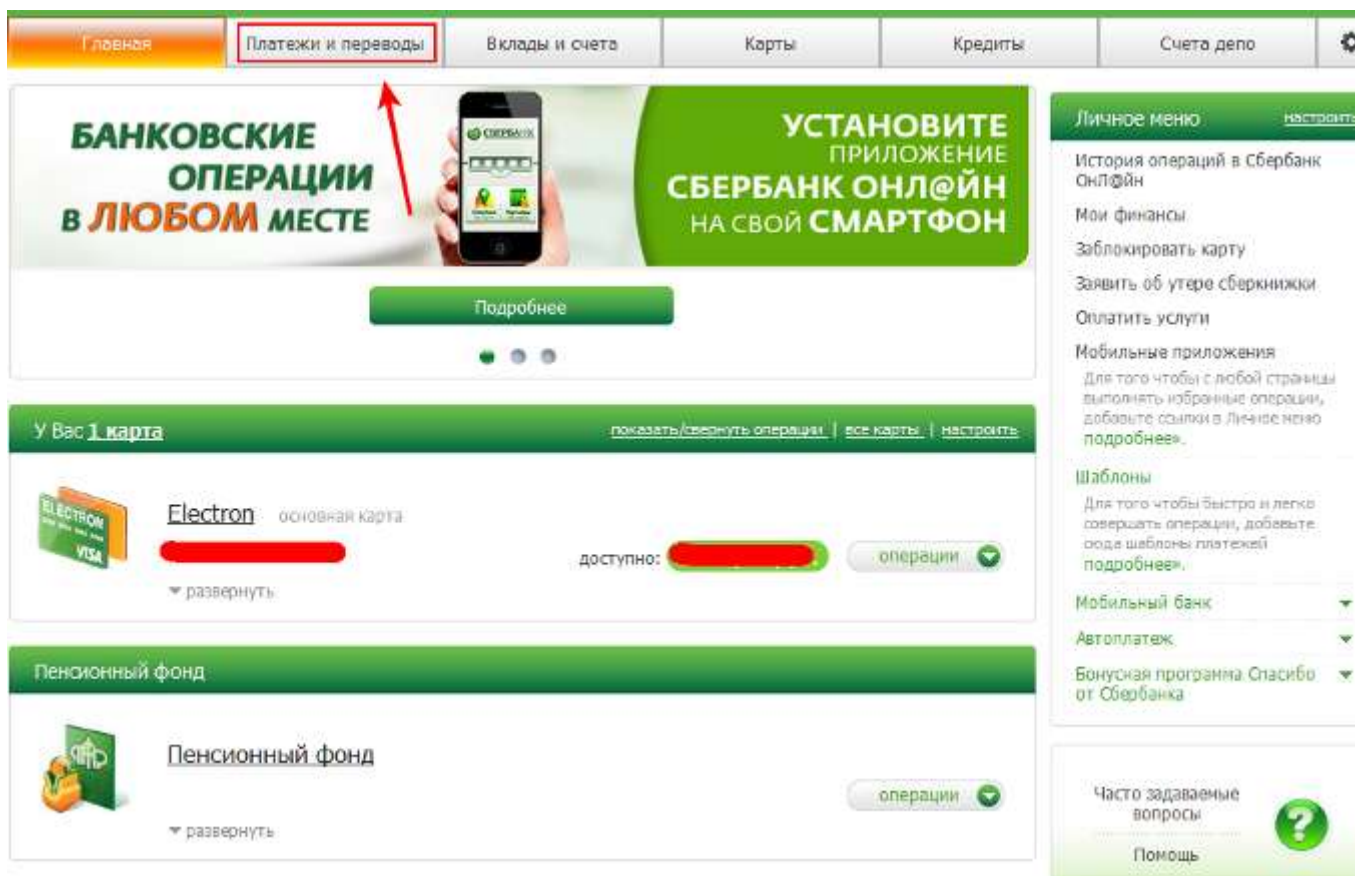 Главная
Платежи и переводы
Вклады и счета
Карты
Кредиты
Счета депо
БАНКОВСКИЕ
ОПЕРАЦИИ
В ЛЮБОМ МЕСТЕ
СБЕРБАНК
УСТАНОВИТЕ
ПРИЛОЖЕНИЕ
СБЕРБАНК ОНЛ@ЙН
НА СВОЙ СМАРТФОН
Подробнее
У Вас 1 карта
показать/свернуть операции | все карты | настроить
ELECTRON
VISA
Electron основная карта
доступно:
операции
развернуть
Пенсионный фонд
Пенсионный фонд
операции
развернуть
Личное меню
настроить
История операций в Сбербанк
ОнЛ@йн
Мои финансы
Заблокировать карту
Заявить об утере сберкнижки
Оплатить услуги
Мобильные приложения
Для того чтобы с любой страницы
выполнять избранные операции,
добавьте ссылки в Личное меню
подробнее».
Шаблоны
Для того чтобы быстро и легко
совершать операции, добавьте
сюда шаблоны платежей
подробнее».
Мобильный банк
Автоплатеж
Бонусная программа Спасибо
от Сбербанка
Часто задаваемые
вопросы
?
Помощь